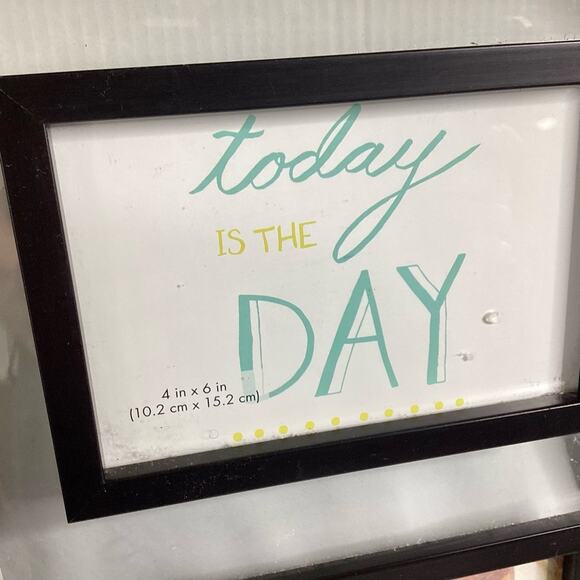 today
IS THE
DAY
4 in x 6 in
(10.2 cm x 15.2 cm)